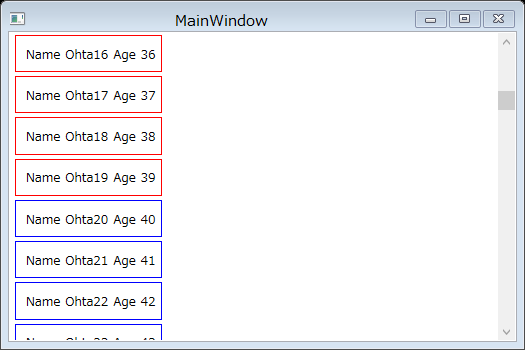 MainWindow
Name Ohta16 Age 36
Name Ohta17 Age 37
Name Ohta18 Age 38
Name Ohta19 Age 39
Name Ohta20 Age 40
Name Ohta21 Age 41
Name Ohta22 Age 42